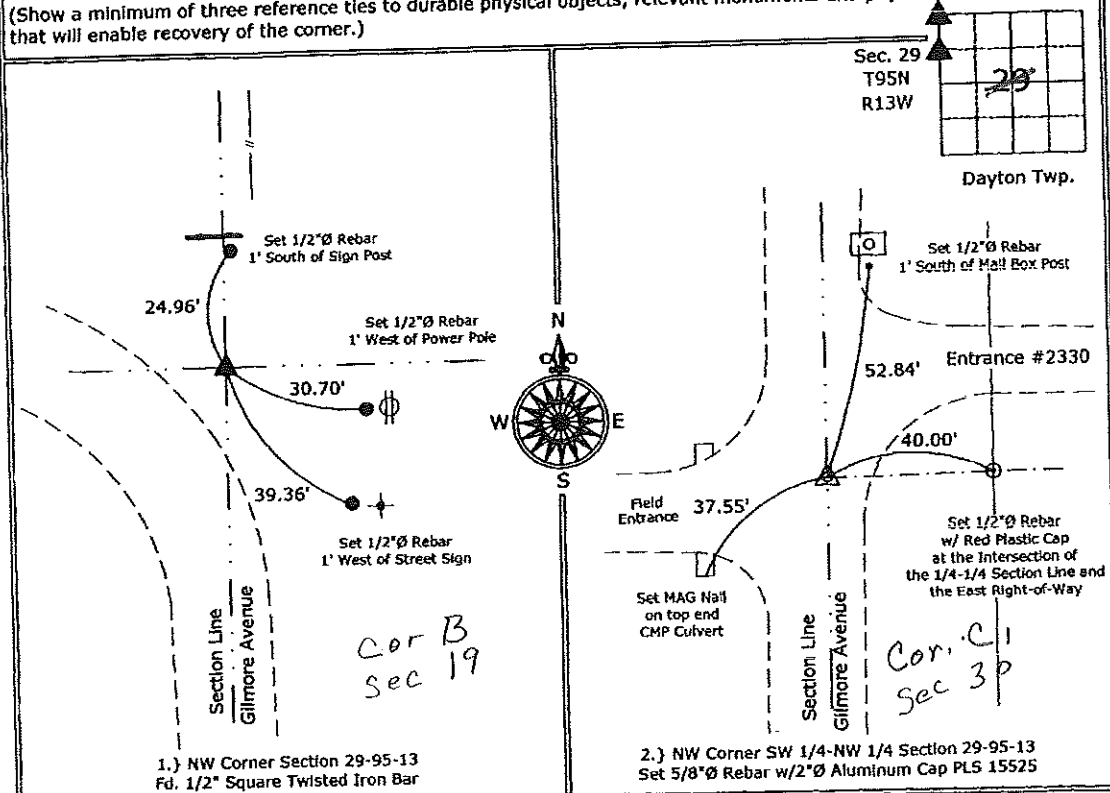 (Show a minimum of three reference ties to durable physical objects, relevant monuments
that will enable recovery of the corner.)
Sec. 29
T95N
R13W
29
Dayton Twp.
Set 1/2"Ø Rebar
1' South of Sign Post
24.96'
Set 1/2"Ø Rebar
1' West of Power Pole
30.70'
39.36'
Set 1/2"Ø Rebar
1' West of Street Sign
Section Line
Gilmore Avenue
Cor B
Sec 19
1.} NW Corner Section 29-95-13
Fd. 1/2" Square Twisted Iron Bar
N
W
E
S
Set 1/2"Ø Rebar
1' South of Mail Box Post
52.84'
Entrance #2330
40.00'
Field
Entrance
37.55'
Set MAG Nail
on top end
CMP Culvert
Set 1/2"Ø Rebar
w/ Red Plastic Cap
at the Intersection of
the 1/4-1/4 Section Line and
the East Right-of-Way
Section Line
Gilmore Avenue
Cor. C1
Sec 30
2.} NW Corner SW 1/4-NW 1/4 Section 29-95-13
Set 5/8"Ø Rebar w/2"Ø Aluminum Cap PLS 15525